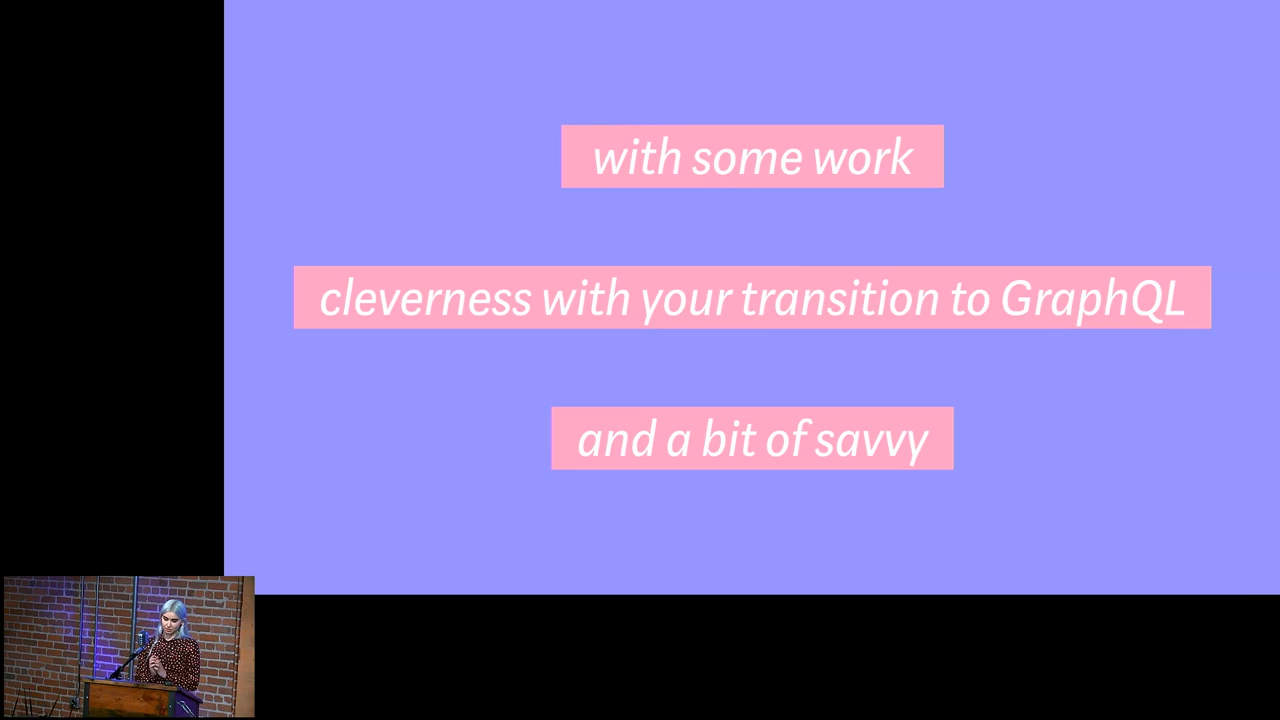 with some work
cleverness with your transition to GraphQL
and a bit of savvy